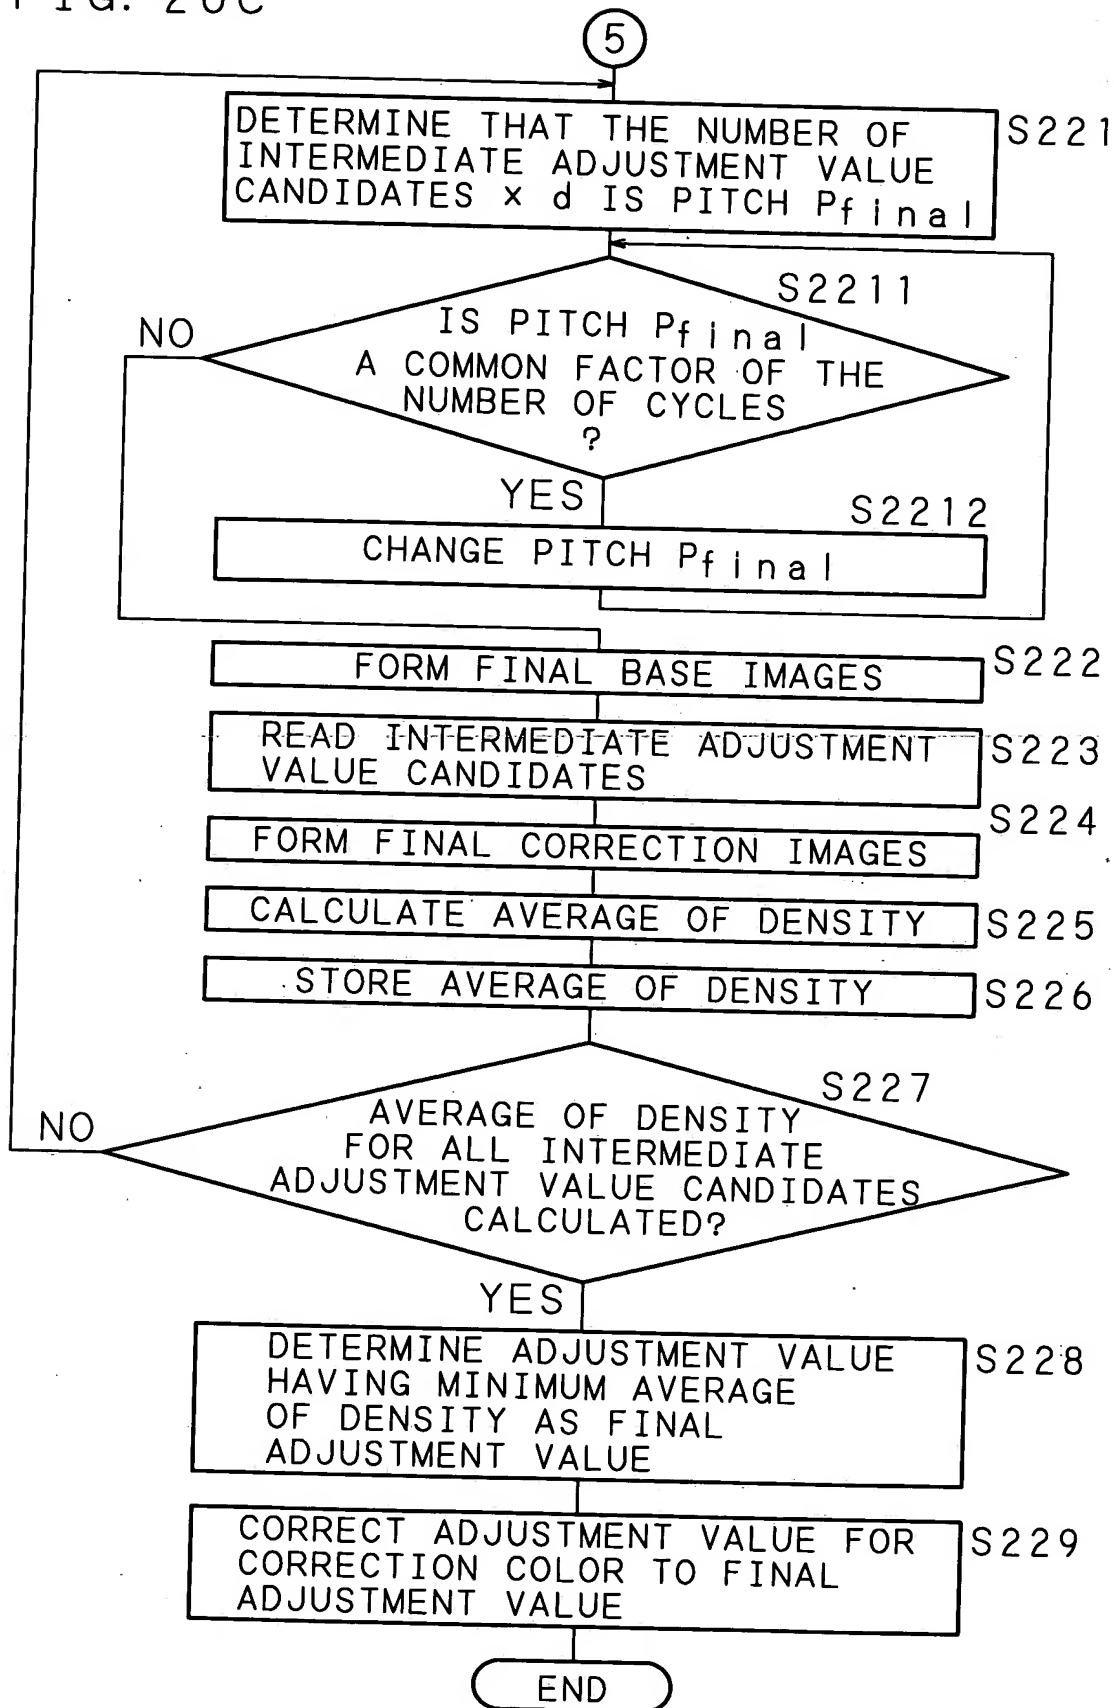 FIG. 20C
5
DETERMINE THAT THE NUMBER OF
INTERMEDIATE ADJUSTMENT VALUE
CANDIDATES x d IS PITCH Pfinal
S221
S2211
IS PITCH Pfinal
A COMMON FACTOR OF THE
NUMBER OF CYCLES
?
NO
YES
S2212
CHANGE PITCH Pfinal
FORM FINAL BASE IMAGES
S222
READ INTERMEDIATE ADJUSTMENT
VALUE CANDIDATES
S223
S224
FORM FINAL CORRECTION IMAGES
CALCULATE AVERAGE OF DENSITY
S225
STORE AVERAGE OF DENSITY
S226
S227
AVERAGE OF DENSITY
FOR ALL INTERMEDIATE
ADJUSTMENT VALUE CANDIDATES
CALCULATED?
NO
YES
DETERMINE ADJUSTMENT VALUE
HAVING MINIMUM AVERAGE
OF DENSITY AS FINAL
ADJUSTMENT VALUE
S228
CORRECT ADJUSTMENT VALUE FOR
CORRECTION COLOR TO FINAL
ADJUSTMENT VALUE
S229
END